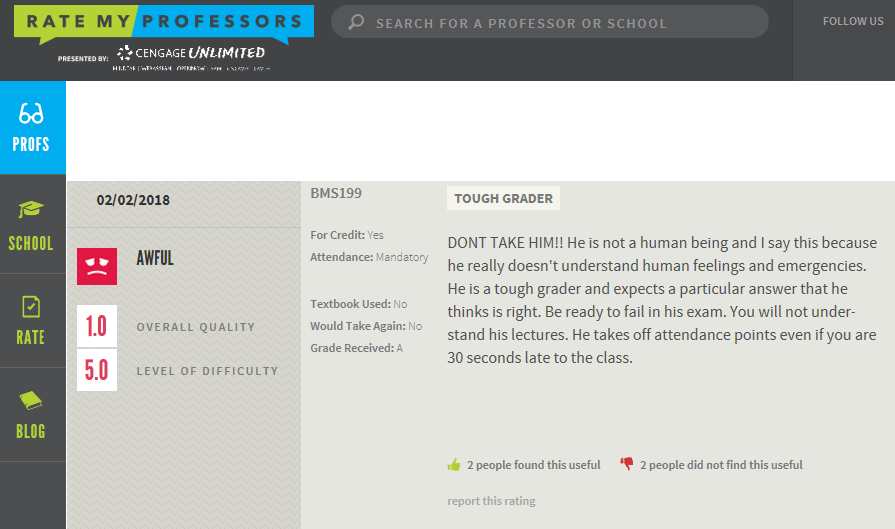 RATE MY PROFESSORS
SEARCH FOR A PROFESSOR OR SCHOOL
FOLLOW US
PRESENTED BY: CENGAGE UNLIMITED
PROFS
SCHOOL
RATE
BLOG
02/02/2018
AWFUL
1.0 OVERALL QUALITY
5.0 LEVEL OF DIFFICULTY
BMS199
For Credit: Yes
Attendance: Mandatory
Textbook Used: No
Would Take Again: No
Grade Received: A
TOUGH GRADER
DONT TAKE HIM!! He is not a human being and I say this because
he really doesn't understand human feelings and emergencies.
He is a tough grader and expects a particular answer that he
thinks is right. Be ready to fail in his exam. You will not under-
stand his lectures. He takes off attendance points even if you are
30 seconds late to the class.
2 people found this useful
2 people did not find this useful
report this rating